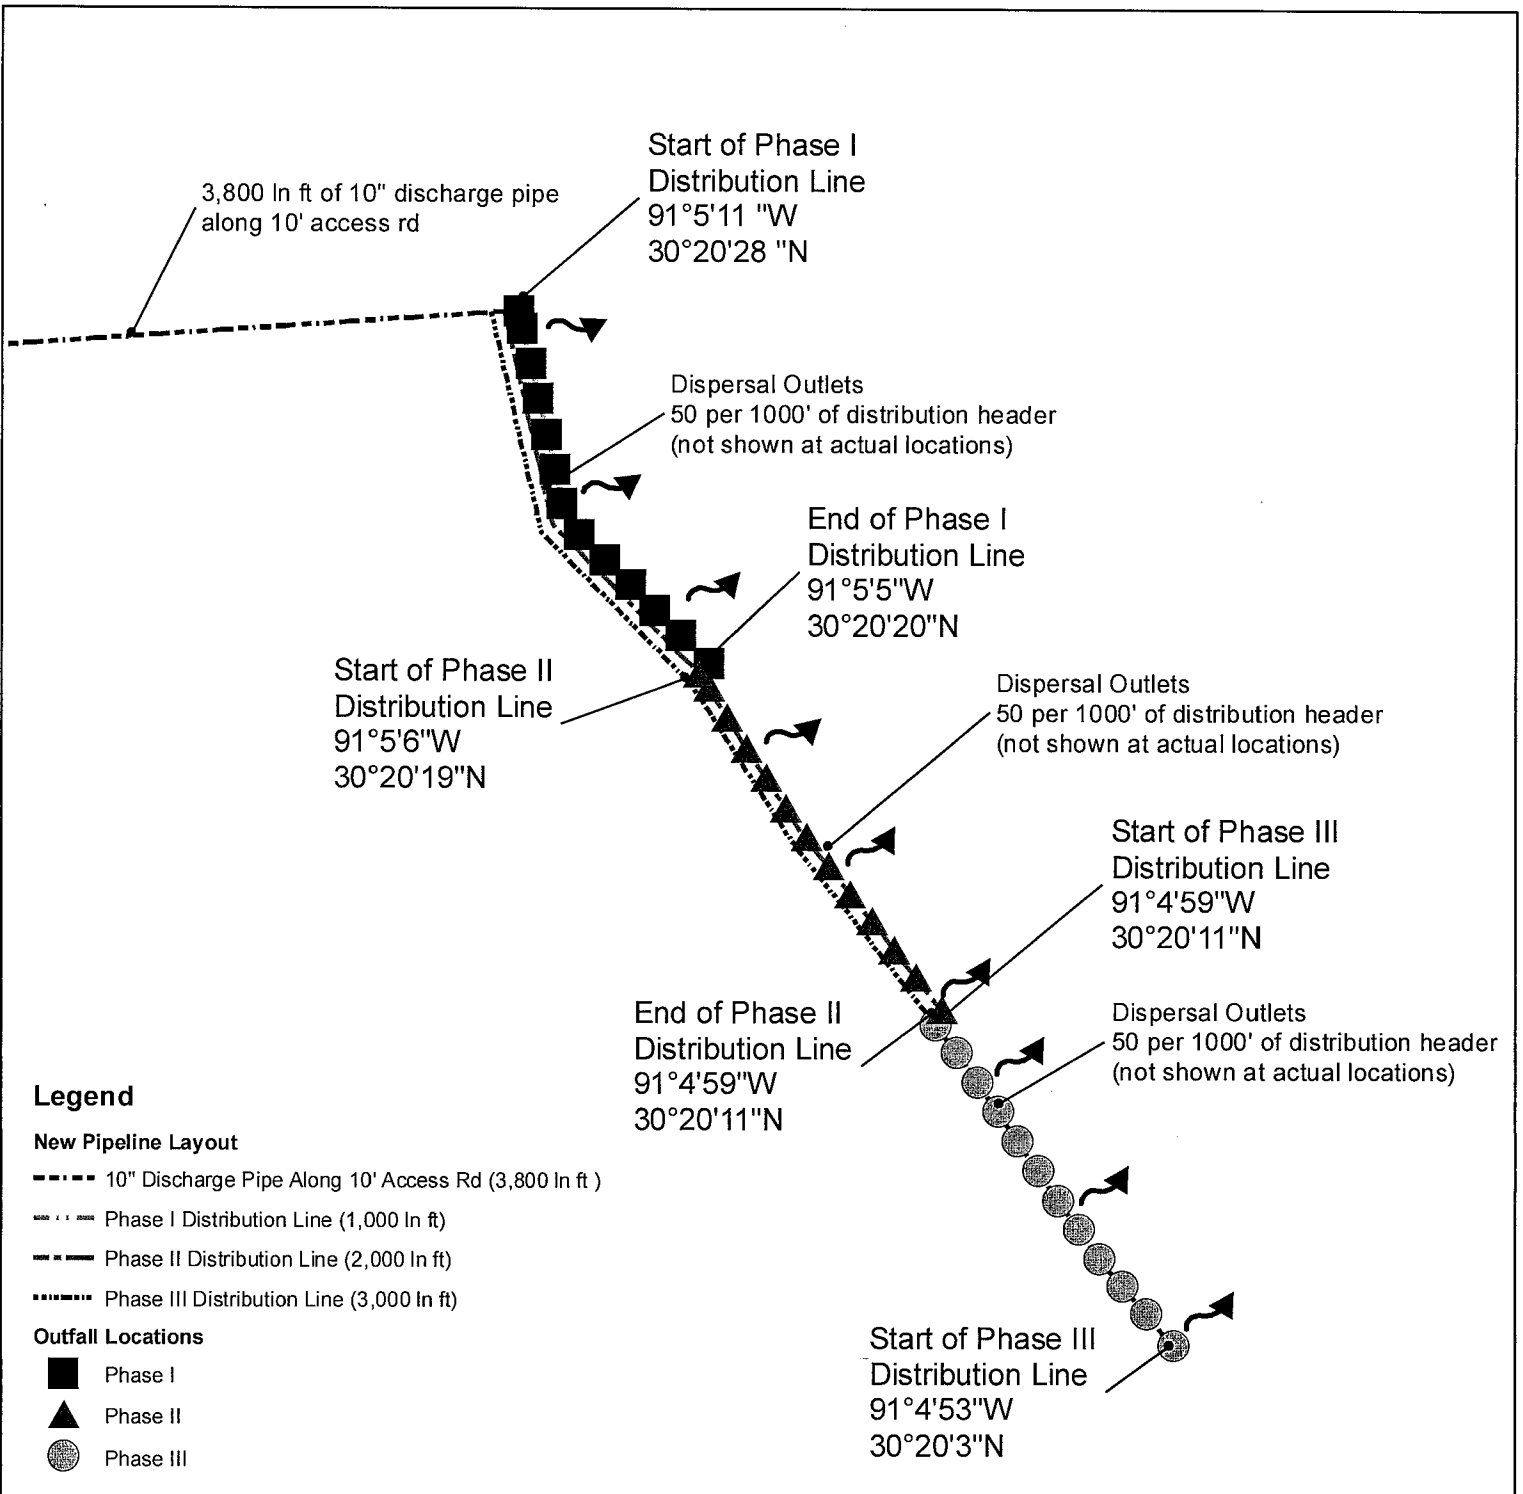 Start of Phase I
Distribution Line
91°5'11 "W
30°20'28 "N
3,800 ln ft of 10" discharge pipe
along 10' access rd
Dispersal Outlets
50 per 1000' of distribution header
(not shown at actual locations)
End of Phase I
Distribution Line
91°5'5"W
30°20'20"N
Start of Phase II
Distribution Line
91°5'6"W
30°20'19"N
Dispersal Outlets
50 per 1000' of distribution header
(not shown at actual locations)
Start of Phase III
Distribution Line
91°4'59"W
30°20'11"N
End of Phase II
Distribution Line
91°4'59"W
30°20'11"N
Dispersal Outlets
50 per 1000' of distribution header
(not shown at actual locations)
Start of Phase III
Distribution Line
91°4'53"W
30°20'3"N
Legend
New Pipeline Layout
10" Discharge Pipe Along 10' Access Rd (3,800 ln ft )
Phase I Distribution Line (1,000 ln ft)
Phase II Distribution Line (2,000 ln ft)
Phase III Distribution Line (3,000 ln ft)
Outfall Locations
Phase I
Phase II
Phase III